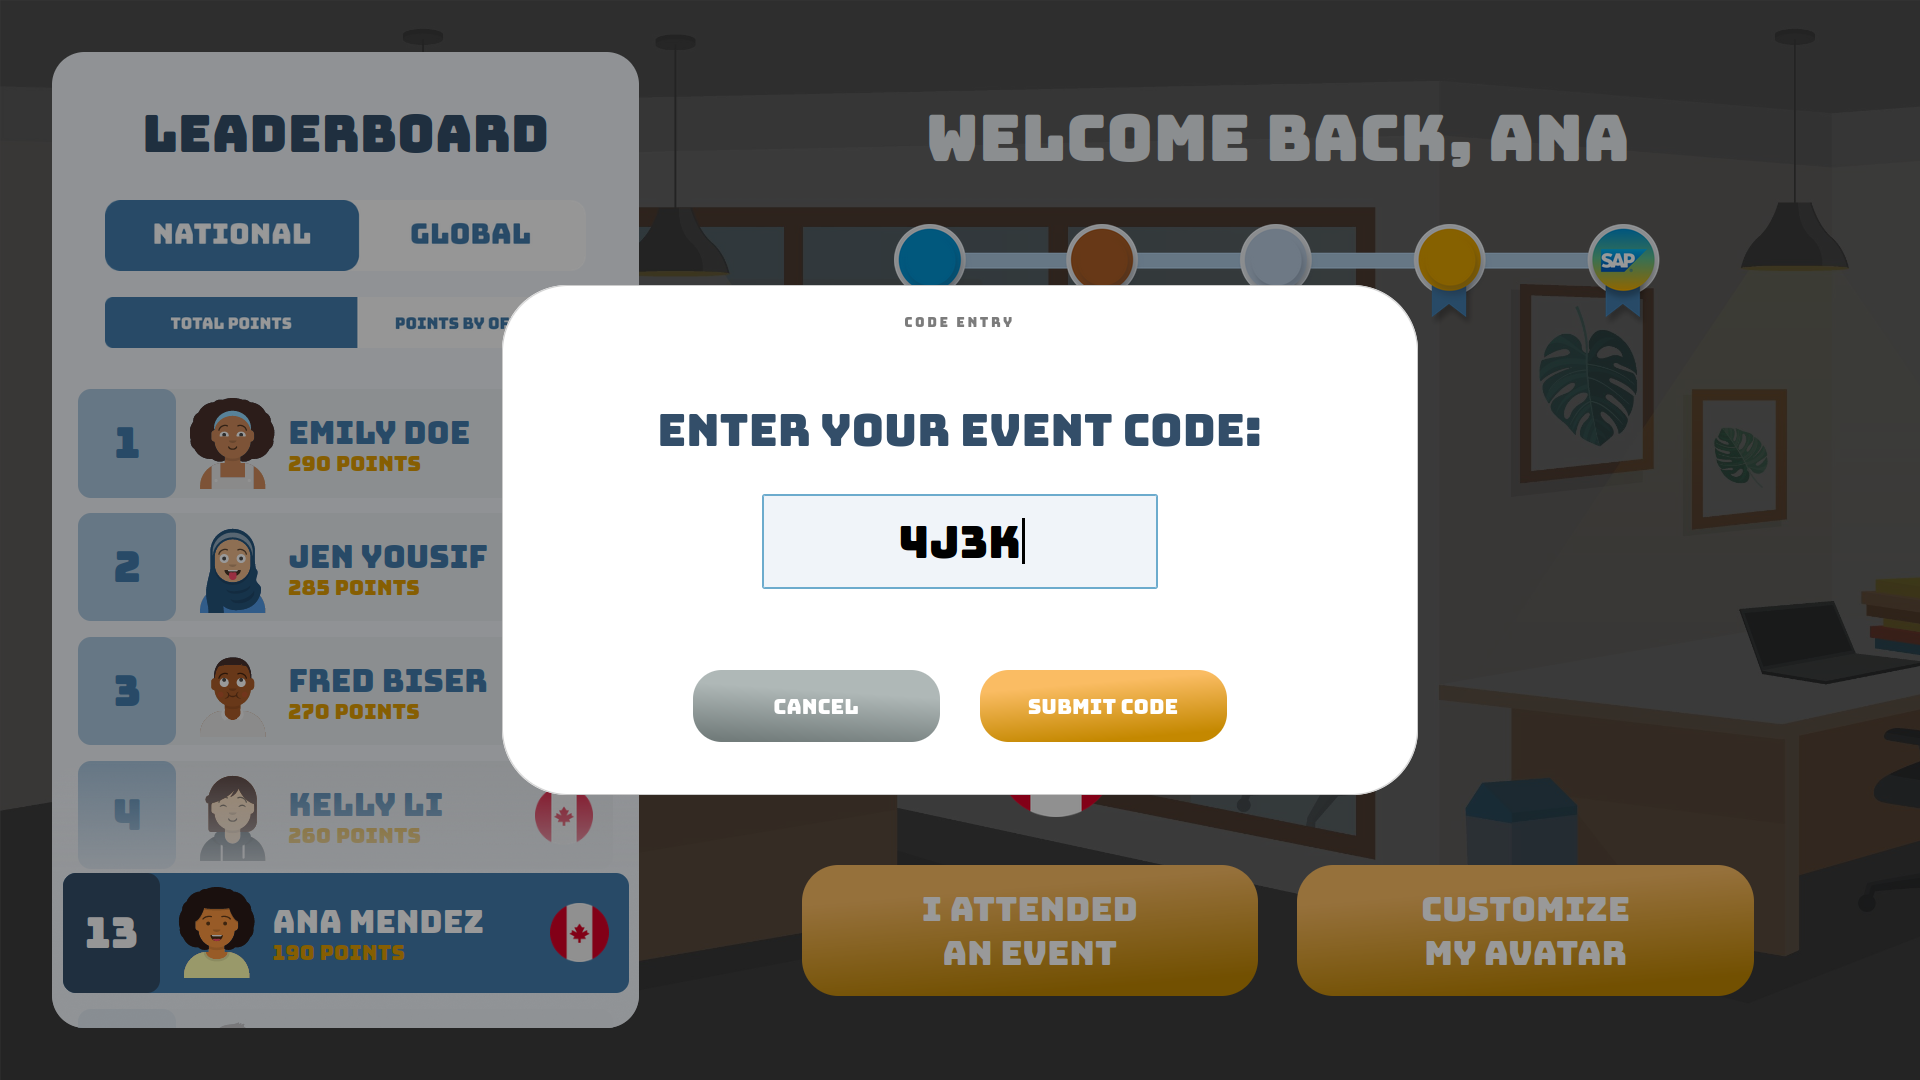 LEADERBOARD
NATIONAL
GLOBAL
TOTAL POINTS
POINTS BY
1
EMILY DOE
290 POINTS
2
JEN YOUSIF
285 POINTS
3
FRED BISER
270 POINTS
4
KELLY LI
260 POINTS
13
ANA MENDEZ
190 POINTS
WELCOME BACK, ANA
SAP
CODE ENTRY
ENTER YOUR EVENT CODE:
4J3K
CANCEL
SUBMIT CODE
I ATTENDED
AN EVENT
CUSTOMIZE
MY AVATAR